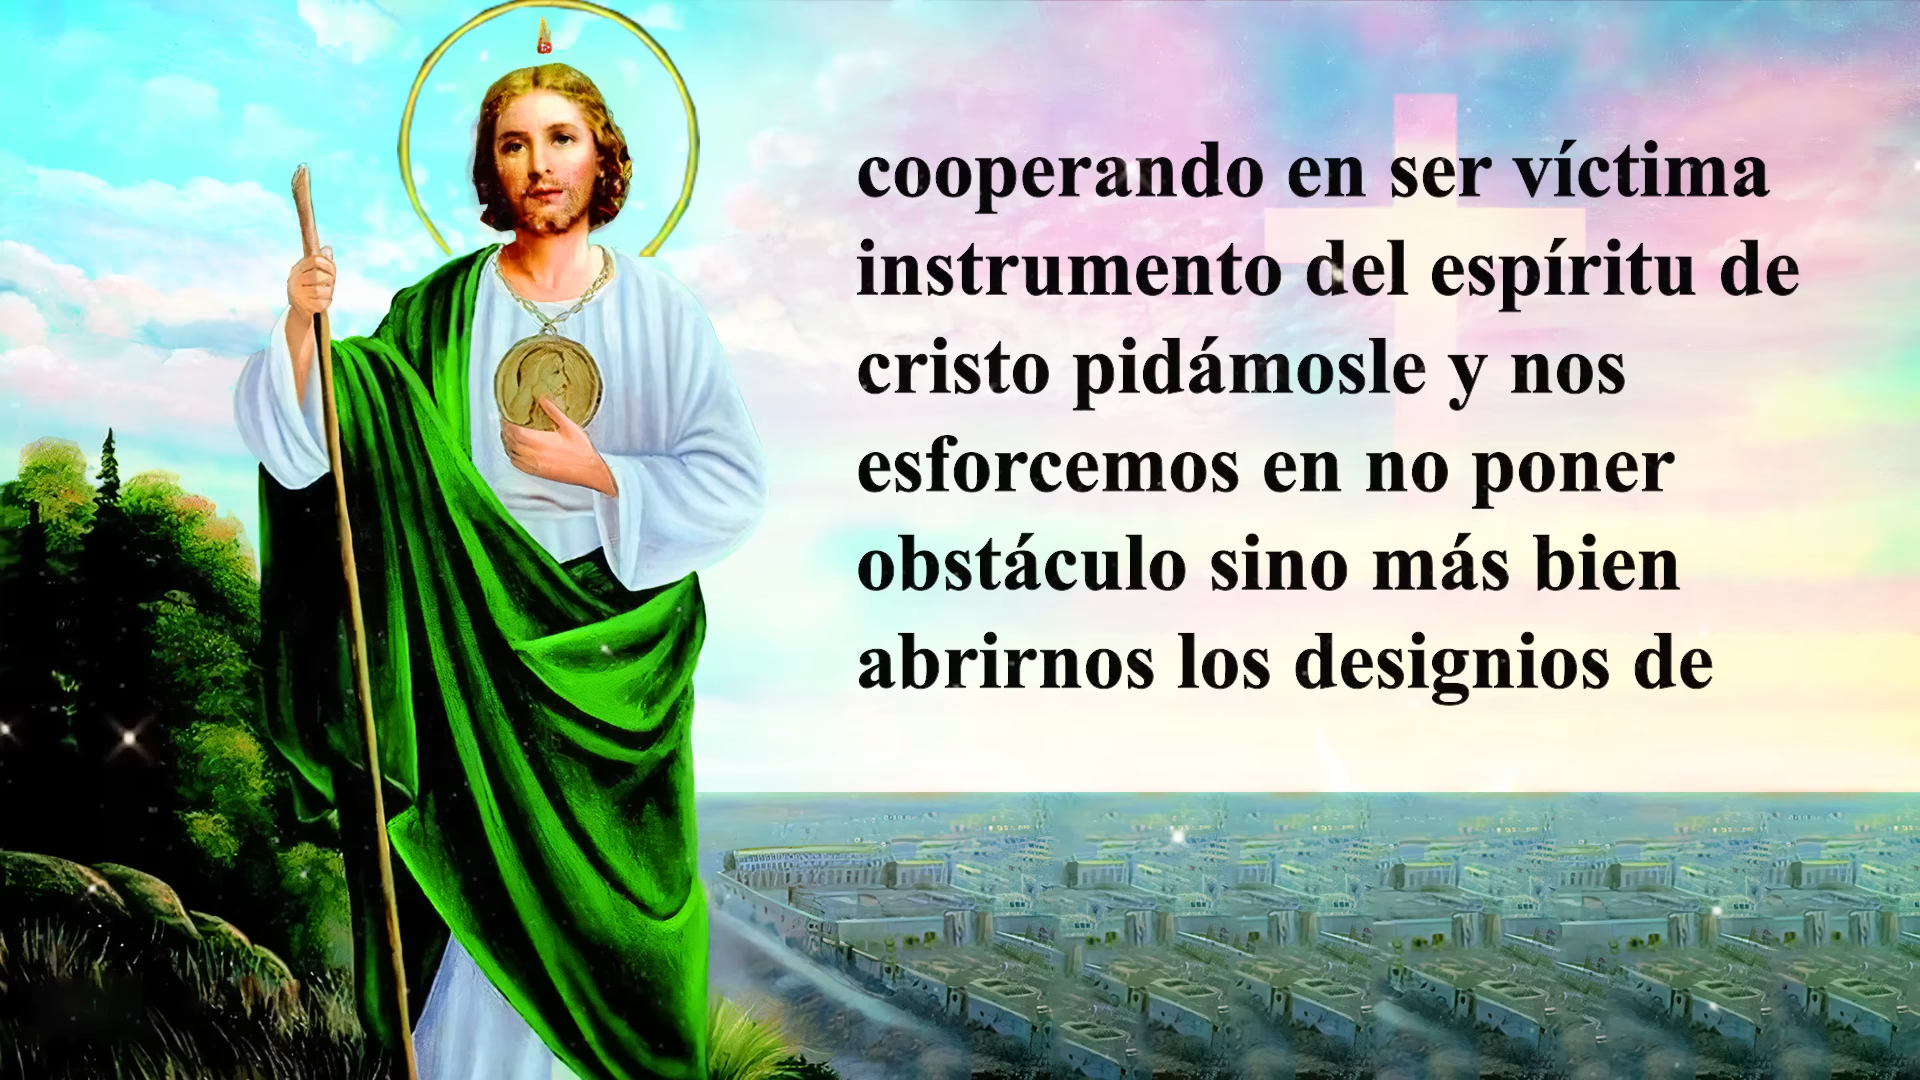 cooperando en ser víctima
instrumento del espíritu de
cristo pidámosle y nos
esforcemos en no poner
obstáculo sino más bien
abrirnos los designios de